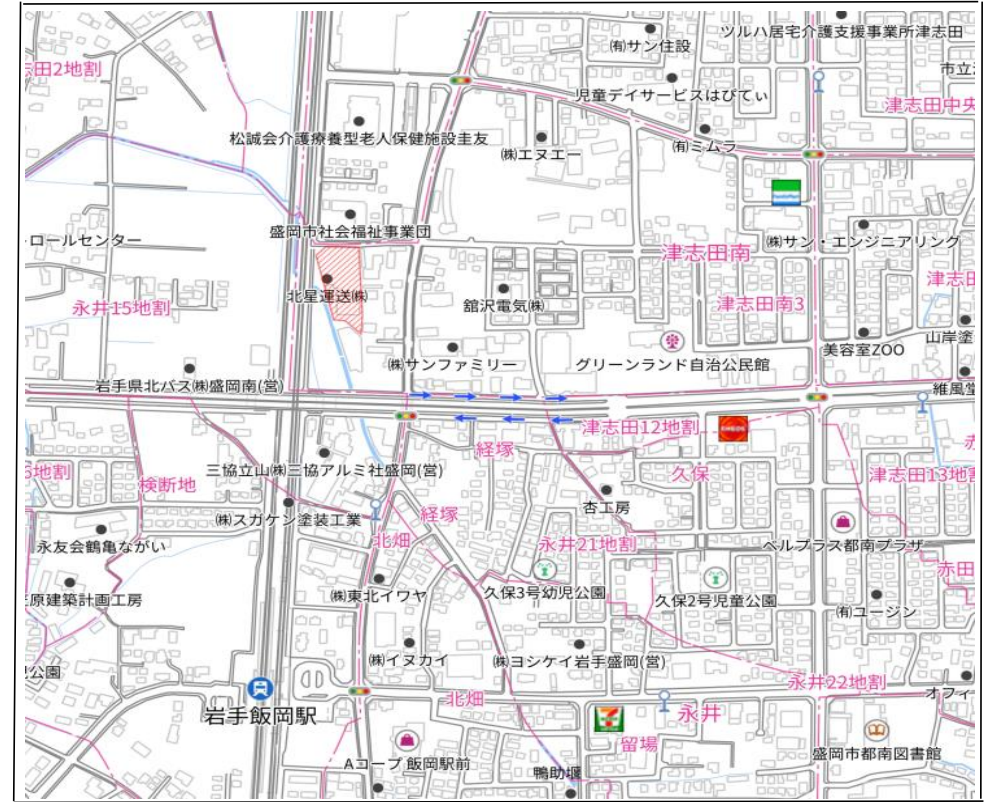 ツルハ居宅介護支援事業所津志田
(有)サン住設
志田2地割
市立
児童デイサービスはぴてぃ
津志田中央
松誠会介護療養型老人保健施設圭友
(株)エヌエー
(有)ミムラ
FamilyMart
盛岡市社会福祉事業団
トロールセンター
(株)サン・エンジニアリング
津志田南
津志田
北星運送(株)
永井15地割
舘沢電気(株)
津志田南3
山岸塗
美容室ZOO
(株)サンファミリー
グリーンランド自治公民館
岩手県北バス(株)盛岡南(営)
維風堂
津志田12地割
経塚
三協立山(株)三協アルミ社盛岡(営)
久保
津志田13地割
6地割
検断地
杏工房
経塚
(株)スガケン塗装工業
北畑
永井21地割
ベルプラス都南プラザ
永友会鶴亀ながい
赤田
原建築計画工房
(株)東北イワヤ
久保3号幼児公園
久保2号児童公園
(有)ユージン
公園
(株)イヌカイ
(株)ヨシケイ岩手盛岡(営)
永井22地割
オフィ
北畑
岩手飯岡駅
永井
留場
盛岡市都南図書館
Aコープ飯岡駅前
鴨助堰